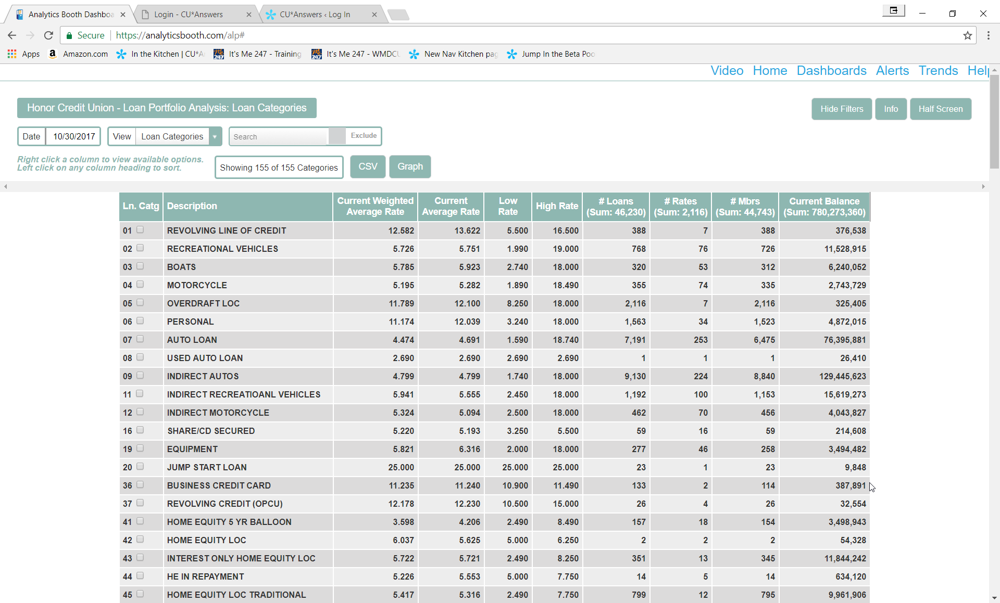 Analytics Booth Dashboa
Login - CU*Answers
CU*Answers ‹ Log In
Secure https://analyticsbooth.com/alp#
Apps Amazon.com In the Kitchen | CU*A It's Me 247 - Training It's Me 247 - WMDCU New Nav Kitchen pag Jump In the Beta Poo
Video Home Dashboards Alerts Trends Help
Honor Credit Union - Loan Portfolio Analysis: Loan Categories
Hide Filters Info Half Screen
Date 10/30/2017 View Loan Categories Search Exclude
Right click a column to view available options.
Left click on any column heading to sort.
Showing 155 of 155 Categories CSV Graph
Ln. Catg Description Current Weighted Average Rate Current Average Rate Low Rate High Rate # Loans (Sum: 46,230) # Rates (Sum: 2,116) # Mbrs (Sum: 44,743) Current Balance (Sum: 780,273,360)
01 REVOLVING LINE OF CREDIT 12.582 13.622 5.500 16.500 388 7 388 376,538
02 RECREATIONAL VEHICLES 5.726 5.751 1.990 19.000 768 76 726 11,528,915
03 BOATS 5.785 5.923 2.740 18.000 320 53 312 6,240,052
04 MOTORCYCLE 5.195 5.282 1.890 18.490 355 74 335 2,743,729
05 OVERDRAFT LOC 11.789 12.100 8.250 18.000 2,116 7 2,116 325,405
06 PERSONAL 11.174 12.039 3.240 18.000 1,563 34 1,523 4,872,015
07 AUTO LOAN 4.474 4.691 1.590 18.740 7,191 253 6,475 76,395,881
08 USED AUTO LOAN 2.690 2.690 2.690 2.690 1 1 1 26,410
09 INDIRECT AUTOS 4.799 4.799 1.740 18.000 9,130 224 8,840 129,445,623
11 INDIRECT RECREATIOANL VEHICLES 5.941 5.555 2.450 18.000 1,192 100 1,153 15,619,273
12 INDIRECT MOTORCYCLE 5.324 5.094 2.500 18.000 462 70 456 4,043,827
16 SHARE/CD SECURED 5.220 5.193 3.250 5.500 59 16 59 214,608
19 EQUIPMENT 5.821 6.316 2.000 18.000 277 46 258 3,494,482
20 JUMP START LOAN 25.000 25.000 25.000 25.000 23 1 23 9,848
36 BUSINESS CREDIT CARD 11.235 11.240 10.900 11.490 133 2 114 387,891
37 REVOLVING CREDIT (OPCU) 12.178 12.230 10.500 15.000 26 4 26 32,554
41 HOME EQUITY 5 YR BALLOON 3.598 4.206 2.490 8.490 157 18 154 3,498,943
42 HOME EQUITY LOC 6.037 5.625 5.000 6.250 2 2 2 54,328
43 INTEREST ONLY HOME EQUITY LOC 5.722 5.721 2.490 8.250 351 13 345 11,844,242
44 HE IN REPAYMENT 5.226 5.553 5.000 7.750 14 5 14 634,120
45 HOME EQUITY LOC TRADITIONAL 5.417 5.316 2.490 7.750 799 12 795 9,961,906